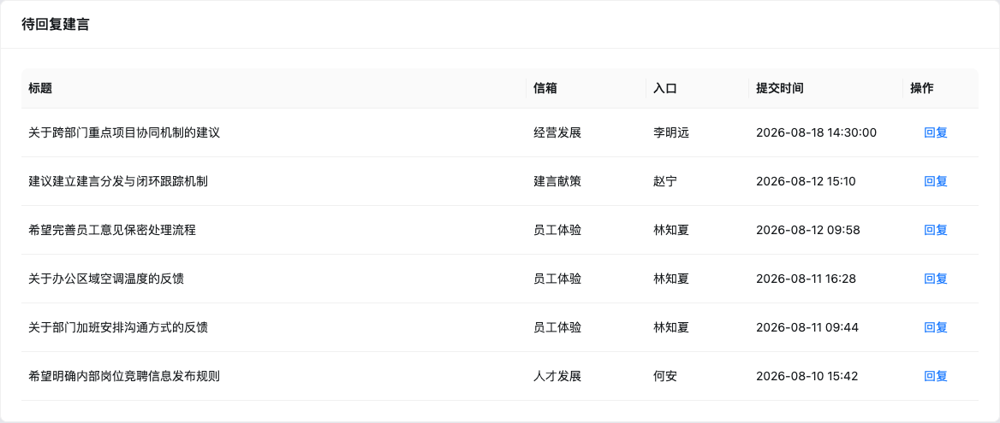 待回复建言
标题 信箱 入口 提交时间 操作
关于跨部门重点项目协同机制的建议 经营发展 李明远 2026-08-18 14:30:00 回复
建议建立建言分发与闭环跟踪机制 建言献策 赵宁 2026-08-12 15:10 回复
希望完善员工意见保密处理流程 员工体验 林知夏 2026-08-12 09:58 回复
关于办公区域空调温度的反馈 员工体验 林知夏 2026-08-11 16:28 回复
关于部门加班安排沟通方式的反馈 员工体验 林知夏 2026-08-11 09:44 回复
希望明确内部岗位竞聘信息发布规则 人才发展 何安 2026-08-10 15:42 回复